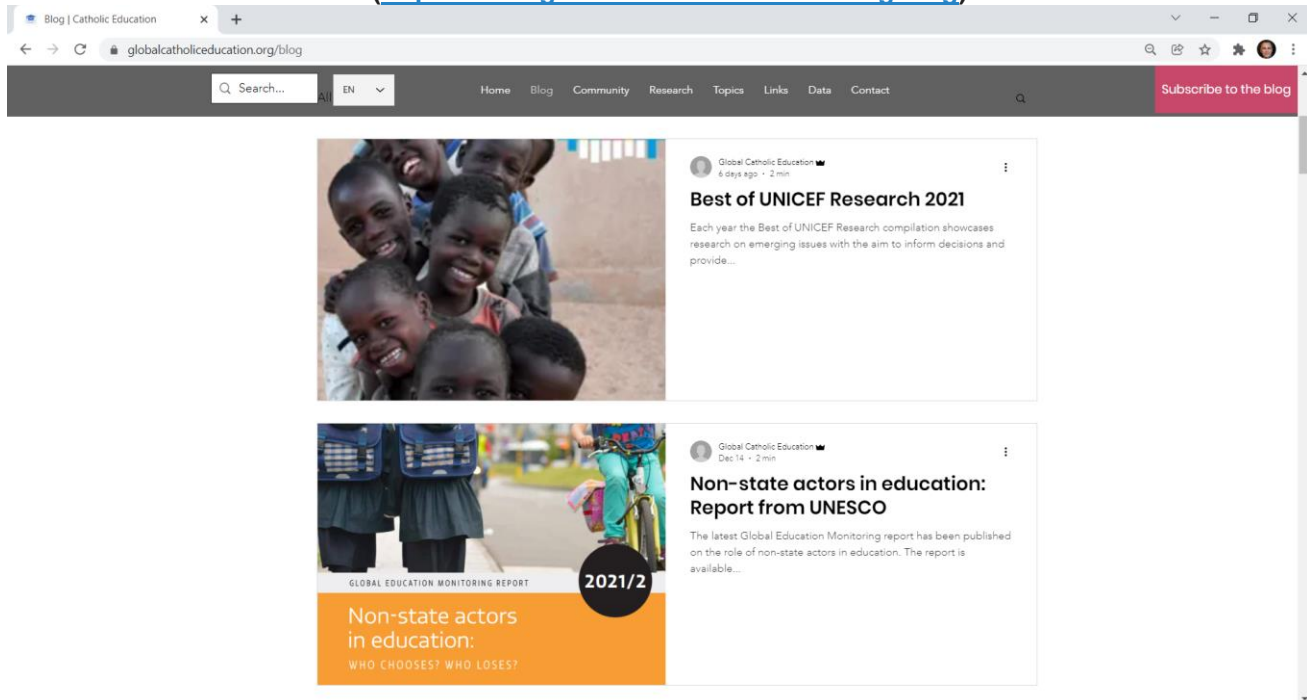 Blog | Catholic Education
globalcatholiceducation.org/blog
Search...
All
EN
Home Blog Community Research Topics Links Data Contact
Subscribe to the blog
Global Catholic Education
6 days ago · 2 min
Best of UNICEF Research 2021
Each year the Best of UNICEF Research compilation showcases
research on emerging issues with the aim to inform decisions and
provide...
GLOBAL EDUCATION MONITORING REPORT
2021/2
Non-state actors
in education:
WHO CHOOSES? WHO LOSES?
Global Catholic Education
Dec 14 · 2 min
Non-state actors in education:
Report from UNESCO
The latest Global Education Monitoring report has been published
on the role of non-state actors in education. The report is
available...